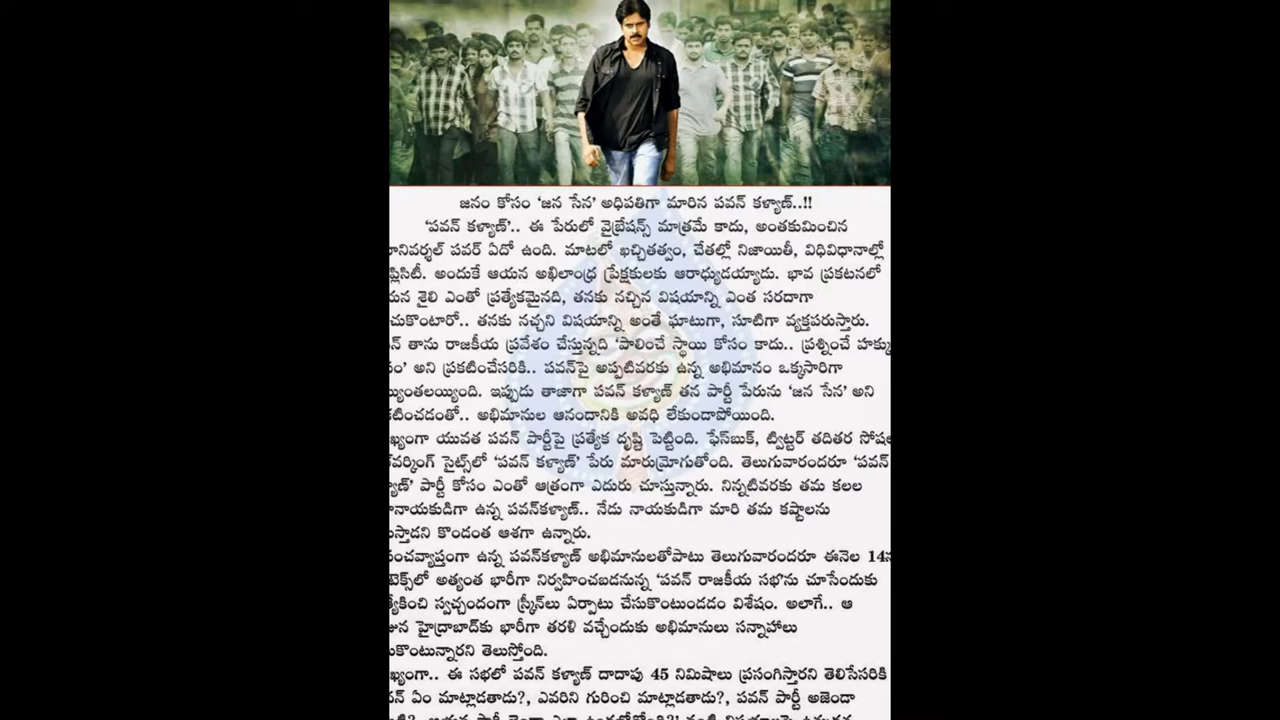 జనం కోసం ‘జన సేన’ అధిపతిగా మారిన పవన్ కళ్యాణ్..!!
‘పవన్ కళ్యాణ్’.. ఈ పేరులో వైబ్రేషన్స్ మాత్రమే కాదు, అంతకుమించిన
యానివర్శల్ పవర్ ఏదో ఉంది. మాటలో ఖచ్చితత్వం, చేతల్లో నిజాయితీ, విధివిధానాల్లో
ప్లిసిటీ. అందుకే ఆయన అఖిలాంధ్ర ప్రేక్షకులకు ఆరాధ్యుడయ్యాడు. భావ ప్రకటనలో
శైలి ఎంతో ప్రత్యేకమైనది, తనకు నచ్చిన విషయాన్ని ఎంత సరదాగా
చుకొంటారో.. తనకు నచ్చని విషయాన్ని అంతే ఘాటుగా, సూటిగా వ్యక్తపరుస్తారు.
న్ తాను రాజకీయ ప్రవేశం చేస్తున్నది ‘పాలించే స్థాయి కోసం కాదు.. ప్రశ్నించే హక్కు
అని ప్రకటించేసరికి.. పవన్‌పై అప్పటివరకు ఉన్న అభిమానం ఒక్కసారిగా
య్యింతలయ్యింది. ఇప్పుడు తాజాగా పవన్ కళ్యాణ్ తన పార్టీ పేరును ‘జన సేన’ అని
కటించడంతో.. అభిమానుల ఆనందానికి అవధి లేకుండాపోయింది.
ఖ్యంగా యువత పవన్ పార్టీపై ప్రత్యేక దృష్టి పెట్టింది. ఫేస్‌బుక్, ట్విట్టర్ తదితర సోషల
వర్కింగ్ సైట్స్‌లో ‘పవన్ కళ్యాణ్’ పేరు మారుమ్రోగుతోంది. తెలుగువారందరూ ‘పవన్
్యాణ్’ పార్టీ కోసం ఎంతో ఆత్రంగా ఎదురు చూస్తున్నారు. నిన్నటివరకు తమ కలల
నాయకుడిగా ఉన్న పవన్‌కళ్యాణ్.. నేడు నాయకుడిగా మారి తమ కష్టాలను
స్తాడని కొండంత ఆశగా ఉన్నారు.
పంచవ్యాప్తంగా ఉన్న పవన్‌కళ్యాణ్ అభిమానులతోపాటు తెలుగువారందరూ ఈనెల 14న
టెక్స్‌లో అత్యంత భారీగా నిర్వహించబడనున్న ‘పవన్ రాజకీయ సభ’ను చూసేందుకు
త్యేకించి స్వచ్ఛందంగా స్క్రీన్‌లు ఏర్పాటు చేసుకొంటుండడం విశేషం. అలాగే.. ఆ
జున హైద్రాబాద్‌కు భారీగా తరళి వచ్చేందుకు అభిమానులు సన్నాహాలు
కొంటున్నారని తెలుస్తోంది.
ఖ్యంగా.. ఈ సభలో పవన్ కళ్యాణ్ దాదాపు 45 నిమిషాలు ప్రసంగిస్తారని తెలిసేసరికి
న్ ఏం మాట్లాడతాడు?, ఎవరిని గురించి మాట్లాడతాడు?, పవన్ పార్టీ అజెండా